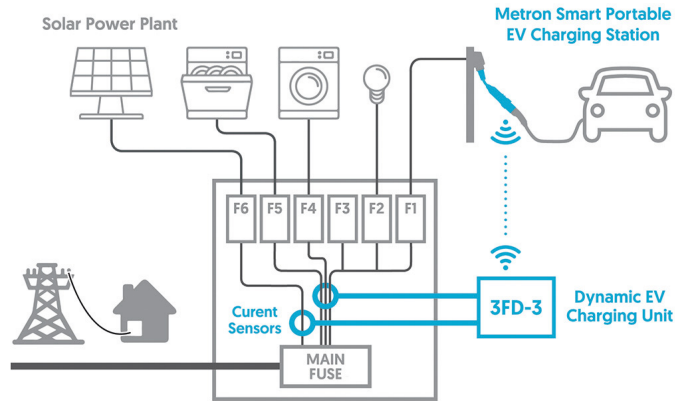 Metron Smart Portable
EV Charging Station
Solar Power Plant
F6 F5 F4 F3 F2 F1
Curent
Sensors
3FD-3
Dynamic EV
Charging Unit
MAIN
FUSE